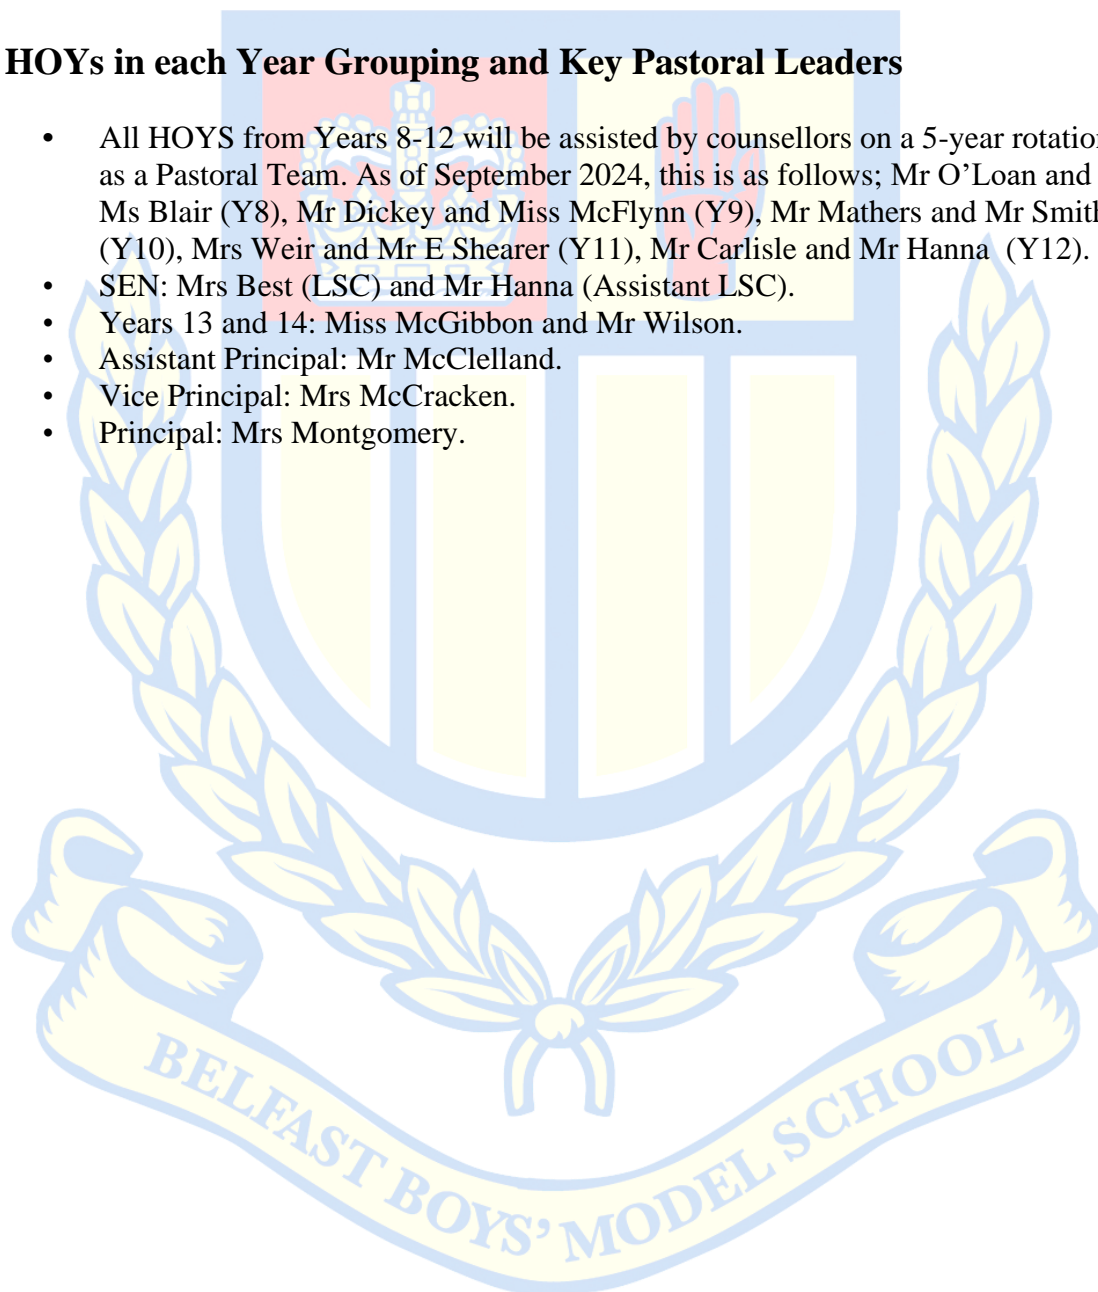 HOYs in each Year Grouping and Key Pastoral Leaders
• All HOYS from Years 8-12 will be assisted by counsellors on a 5-year rotation
as a Pastoral Team. As of September 2024, this is as follows; Mr O’Loan and
Ms Blair (Y8), Mr Dickey and Miss McFlynn (Y9), Mr Mathers and Mr Smith
(Y10), Mrs Weir and Mr E Shearer (Y11), Mr Carlisle and Mr Hanna (Y12).
• SEN: Mrs Best (LSC) and Mr Hanna (Assistant LSC).
• Years 13 and 14: Miss McGibbon and Mr Wilson.
• Assistant Principal: Mr McClelland.
• Vice Principal: Mrs McCracken.
• Principal: Mrs Montgomery.
BELFAST BOYS’ MODEL SCHOOL